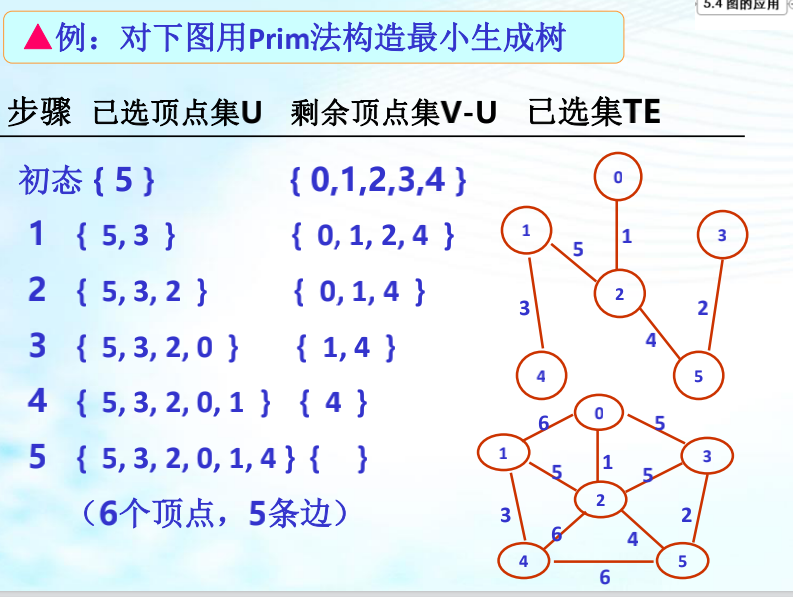 5.4 图的应用
▲例：对下图用Prim法构造最小生成树
步骤 已选顶点集U 剩余顶点集V-U 已选集TE
初态 { 5 } { 0,1,2,3,4 }
1 { 5, 3 } { 0, 1, 2, 4 }
2 { 5, 3, 2 } { 0, 1, 4 }
3 { 5, 3, 2, 0 } { 1, 4 }
4 { 5, 3, 2, 0, 1 } { 4 }
5 { 5, 3, 2, 0, 1, 4 } { }
（6个顶点，5条边）
0
1 5 1 3
2
3 4 2
4 5
6 0 5
1 5 1 5 3
2
3 6 4 2
4 5
6